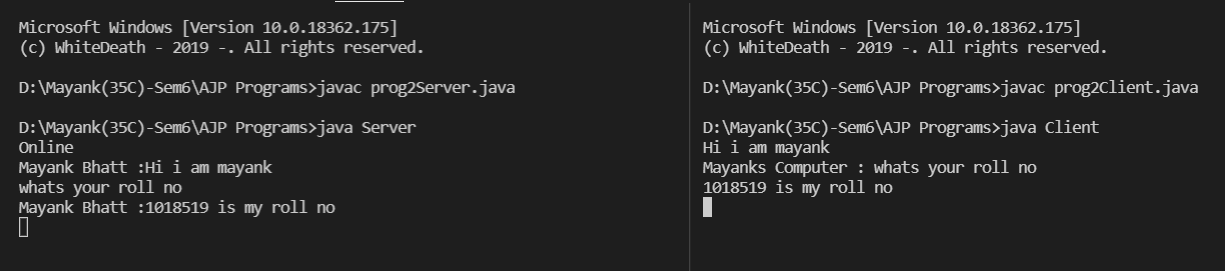 Microsoft Windows [Version 10.0.18362.175]
(c) WhiteDeath - 2019 -. All rights reserved.
D:\Mayank(35C)-Sem6\AJP Programs>javac prog2Server.java
D:\Mayank(35C)-Sem6\AJP Programs>java Server
Online
Mayank Bhatt :Hi i am mayank
whats your roll no
Mayank Bhatt :1018519 is my roll no
Microsoft Windows [Version 10.0.18362.175]
(c) WhiteDeath - 2019 -. All rights reserved.
D:\Mayank(35C)-Sem6\AJP Programs>javac prog2Client.java
D:\Mayank(35C)-Sem6\AJP Programs>java Client
Hi i am mayank
Mayanks Computer : whats your roll no
1018519 is my roll no